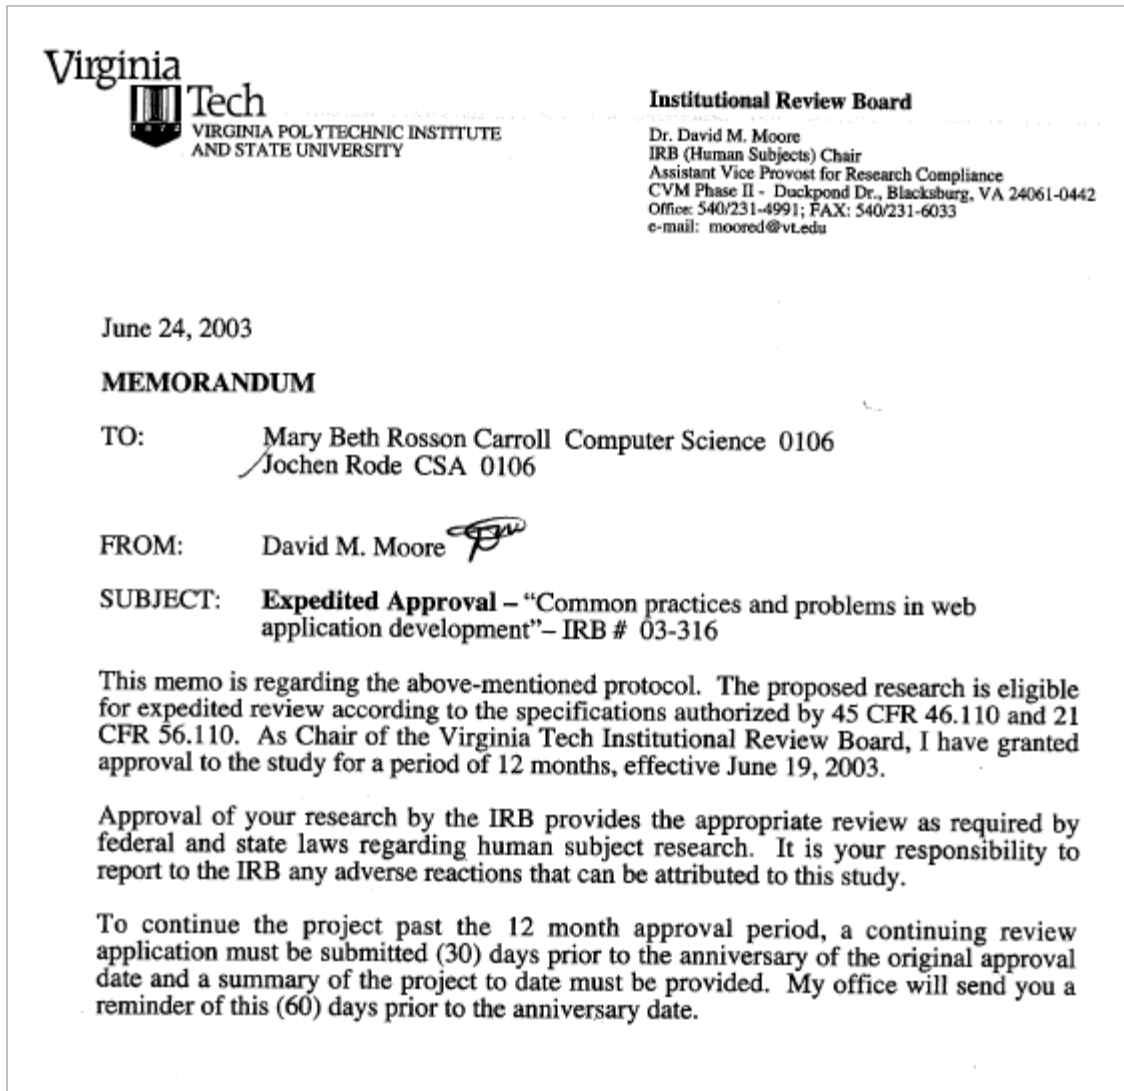 Virginia
Tech
1872
VIRGINIA POLYTECHNIC INSTITUTE
AND STATE UNIVERSITY
Institutional Review Board
Dr. David M. Moore
IRB (Human Subjects) Chair
Assistant Vice Provost for Research Compliance
CVM Phase II - Duckpond Dr., Blacksburg, VA 24061-0442
Office: 540/231-4991; FAX: 540/231-6033
e-mail: moored@vt.edu
June 24, 2003
MEMORANDUM
TO: Mary Beth Rosson Carroll Computer Science 0106
Jochen Rode CSA 0106
FROM: David M. Moore
SUBJECT: Expedited Approval – “Common practices and problems in web
application development”– IRB # 03-316
This memo is regarding the above-mentioned protocol. The proposed research is eligible
for expedited review according to the specifications authorized by 45 CFR 46.110 and 21
CFR 56.110. As Chair of the Virginia Tech Institutional Review Board, I have granted
approval to the study for a period of 12 months, effective June 19, 2003.
Approval of your research by the IRB provides the appropriate review as required by
federal and state laws regarding human subject research. It is your responsibility to
report to the IRB any adverse reactions that can be attributed to this study.
To continue the project past the 12 month approval period, a continuing review
application must be submitted (30) days prior to the anniversary of the original approval
date and a summary of the project to date must be provided. My office will send you a
reminder of this (60) days prior to the anniversary date.